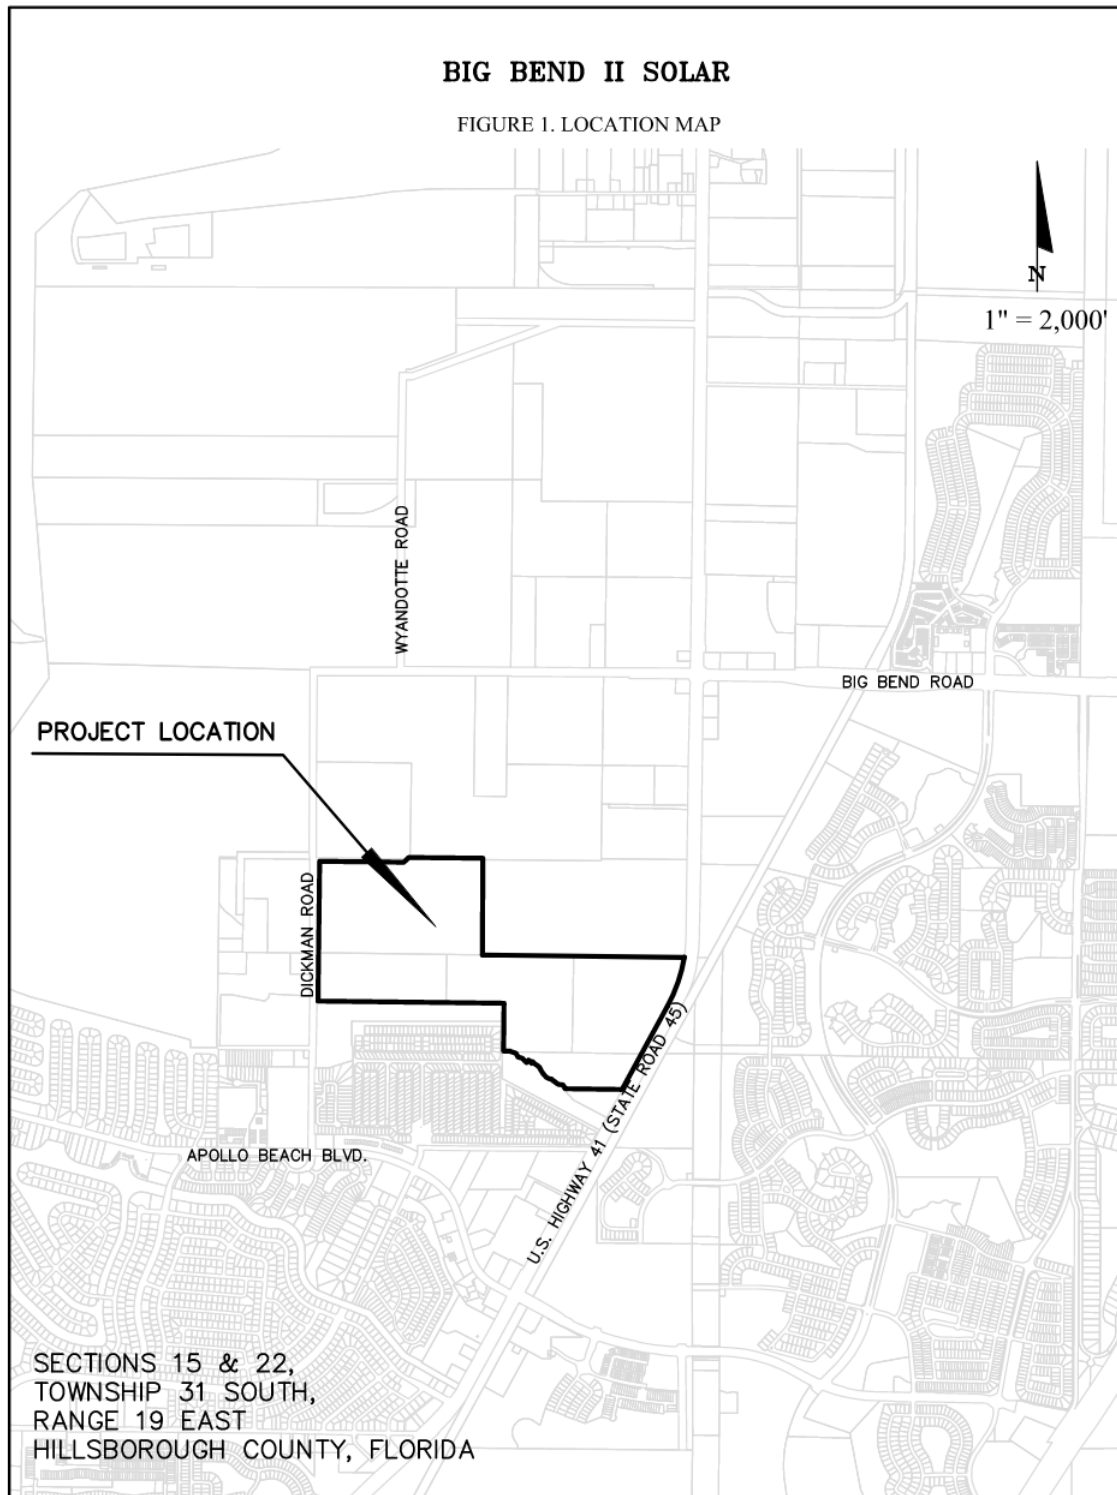 BIG BEND II SOLAR
FIGURE 1. LOCATION MAP
N
1" = 2,000'
WYANDOTTE ROAD
BIG BEND ROAD
PROJECT LOCATION
DICKMAN ROAD
U.S. HIGHWAY 41 (STATE ROAD 45)
APOLLO BEACH BLVD.
SECTIONS 15 & 22,
TOWNSHIP 31 SOUTH,
RANGE 19 EAST
HILLSBOROUGH COUNTY, FLORIDA